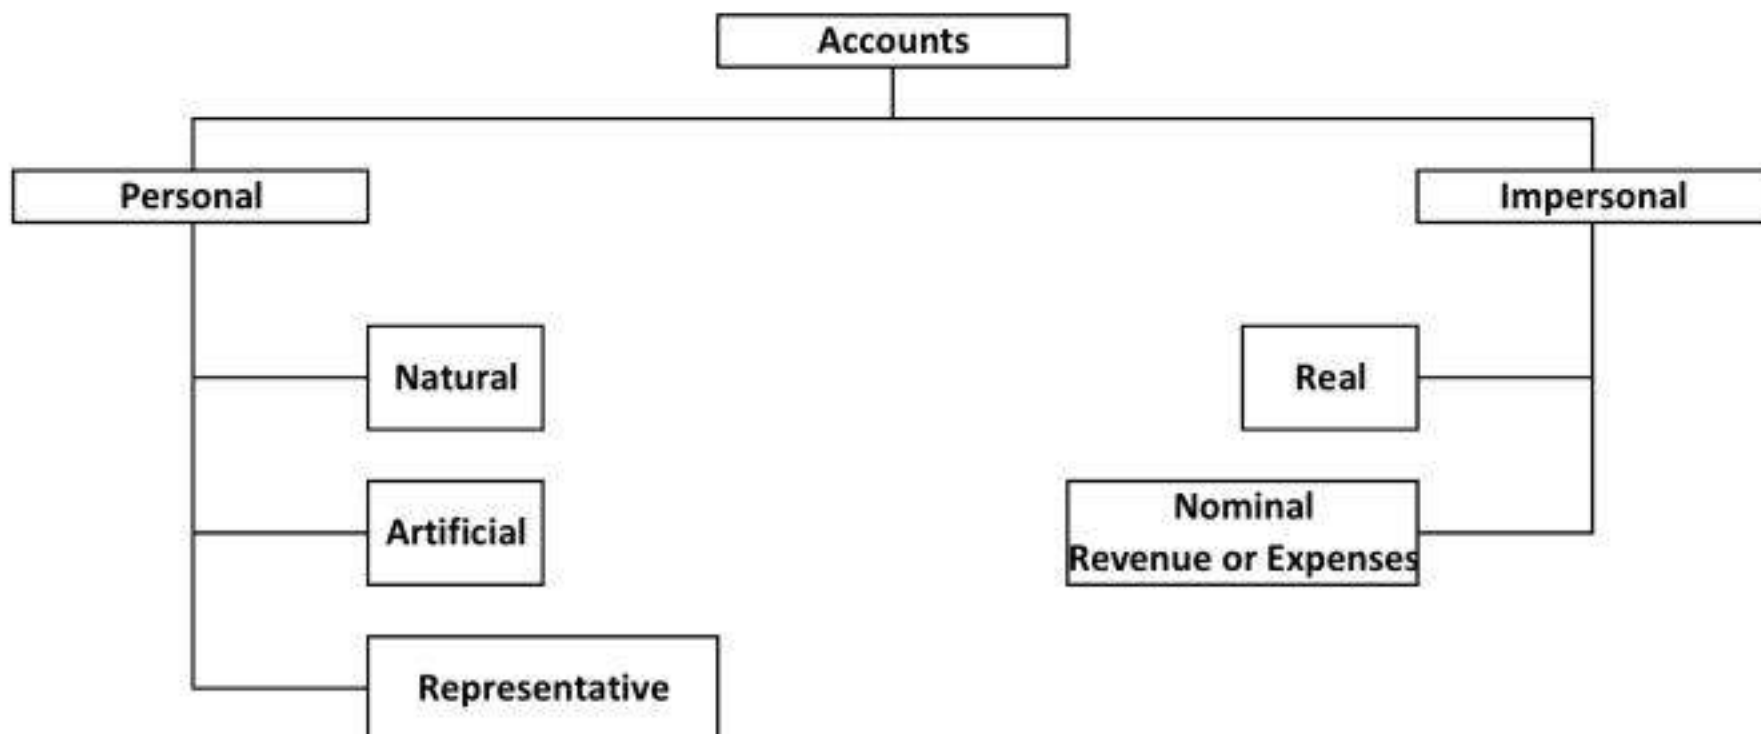 Accounts
Personal
Impersonal
Natural
Real
Artificial
Nominal
Revenue or Expenses
Representative